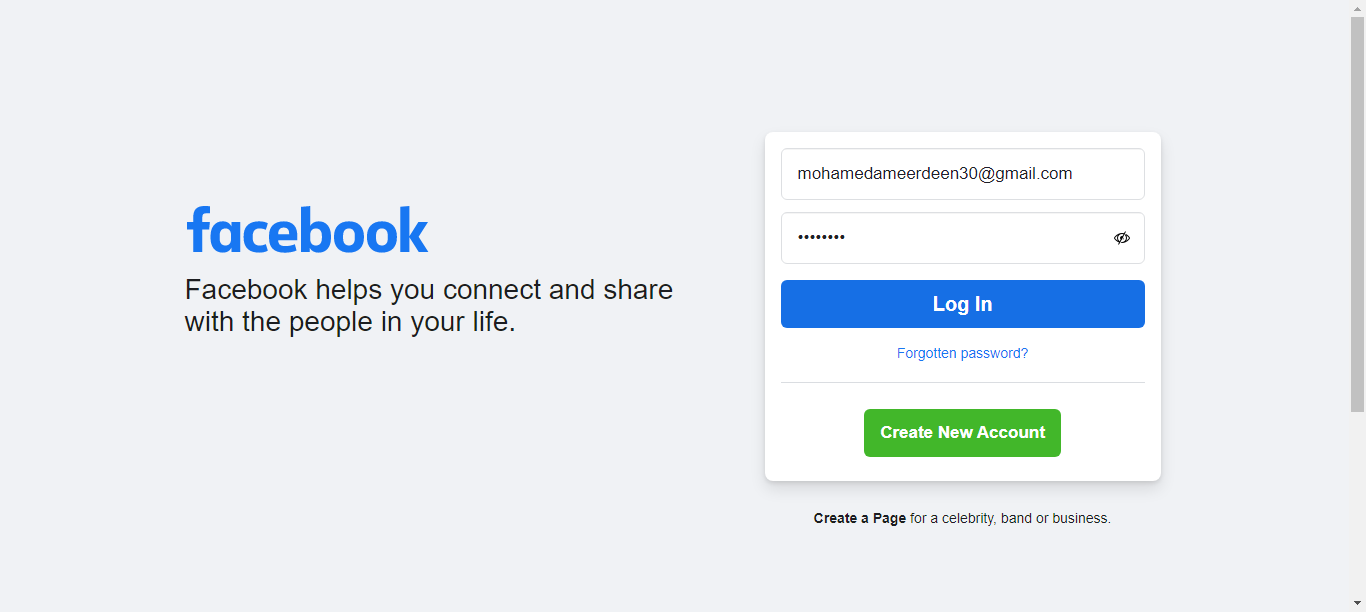 facebook
Facebook helps you connect and share
with the people in your life.
mohamedameerdeen30@gmail.com
••••••••
Log In
Forgotten password?
Create New Account
Create a Page for a celebrity, band or business.